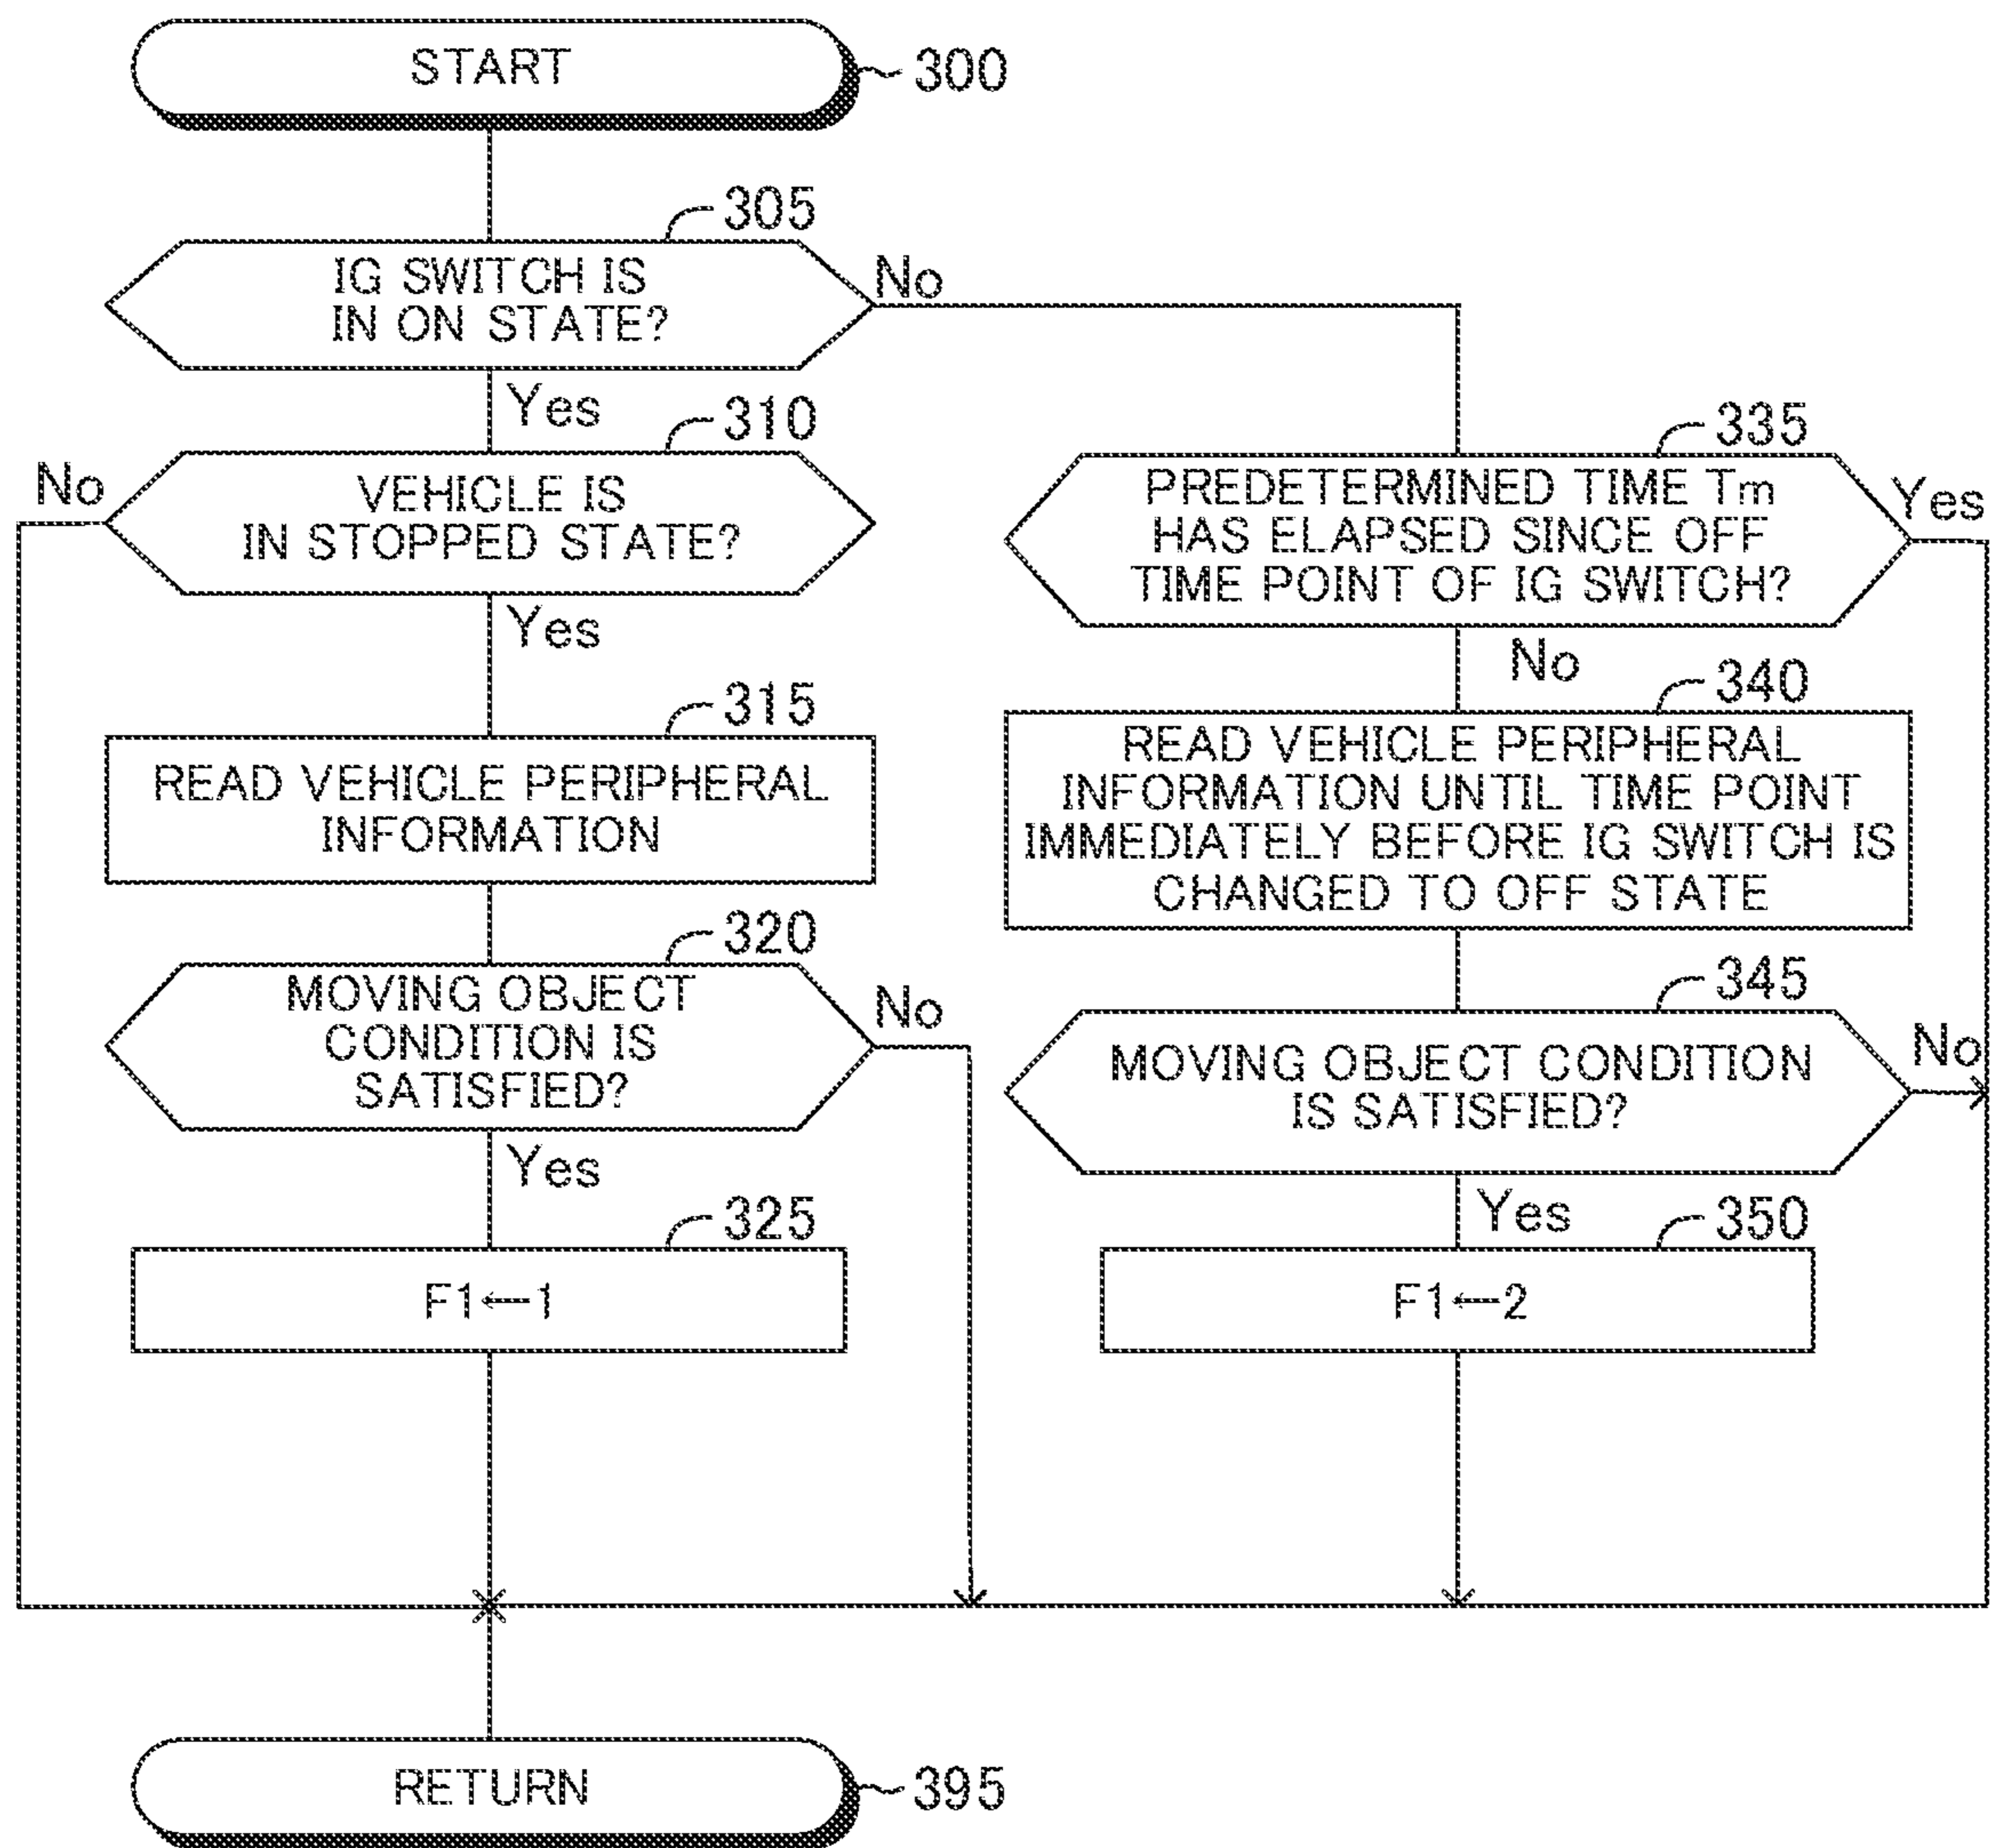 START
300
305
IG SWITCH IS
IN ON STATE?
No
Yes
310
No
VEHICLE IS
IN STOPPED STATE?
Yes
315
READ VEHICLE PERIPHERAL
INFORMATION
320
MOVING OBJECT
CONDITION IS
SATISFIED?
No
Yes
325
F1←1
335
PREDETERMINED TIME Tm
HAS ELAPSED SINCE OFF
TIME POINT OF IG SWITCH?
Yes
No
340
READ VEHICLE PERIPHERAL
INFORMATION UNTIL TIME POINT
IMMEDIATELY BEFORE IG SWITCH IS
CHANGED TO OFF STATE
345
MOVING OBJECT CONDITION
IS SATISFIED?
No
Yes
350
F1←2
RETURN
395